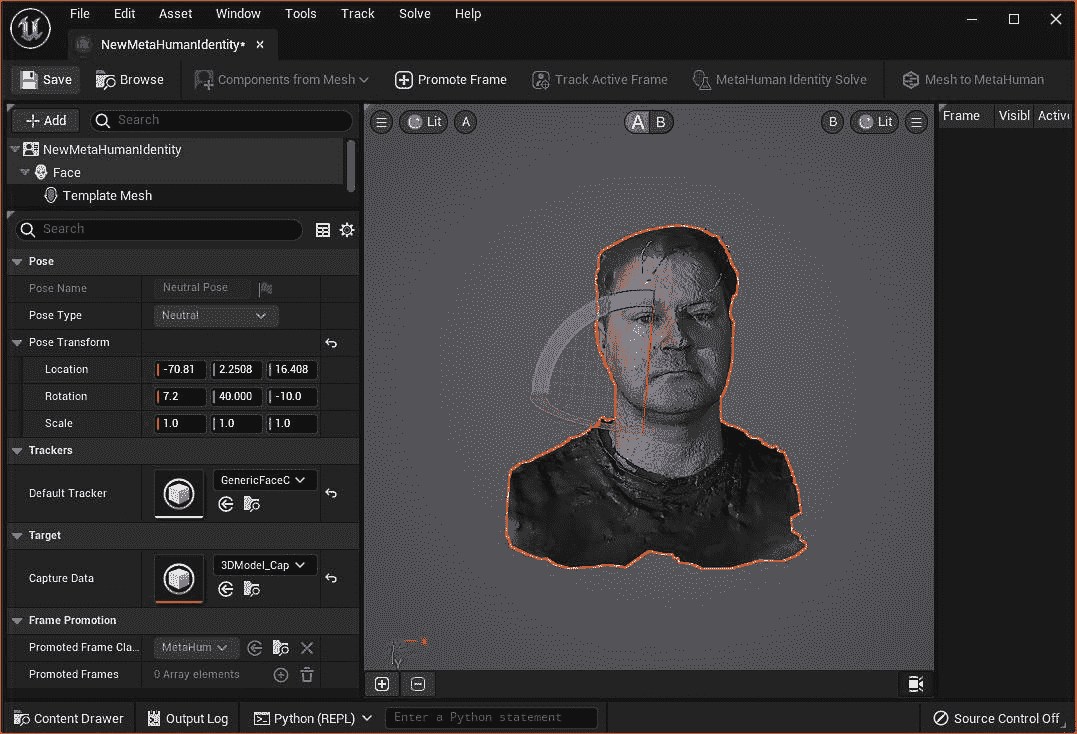 File Edit Asset Window Tools Track Solve Help
NewMetaHumanIdentity*
Save Browse Components from Mesh Promote Frame Track Active Frame MetaHuman Identity Solve Mesh to MetaHuman
Add Search Lit A A B B Lit Frame Visibl Active
NewMetaHumanIdentity
Face
Template Mesh
Search
Pose
Pose Name Neutral Pose
Pose Type Neutral
Pose Transform
Location -70.81 2.2508 16.408
Rotation 7.2 40.000 -10.0
Scale 1.0 1.0 1.0
Trackers
Default Tracker GenericFaceC
Target
Capture Data 3DModel_Cap
Frame Promotion
Promoted Frame Cla... MetaHum
Promoted Frames 0 Array elements
Content Drawer Output Log Python (REPL) Enter a Python statement Source Control Off